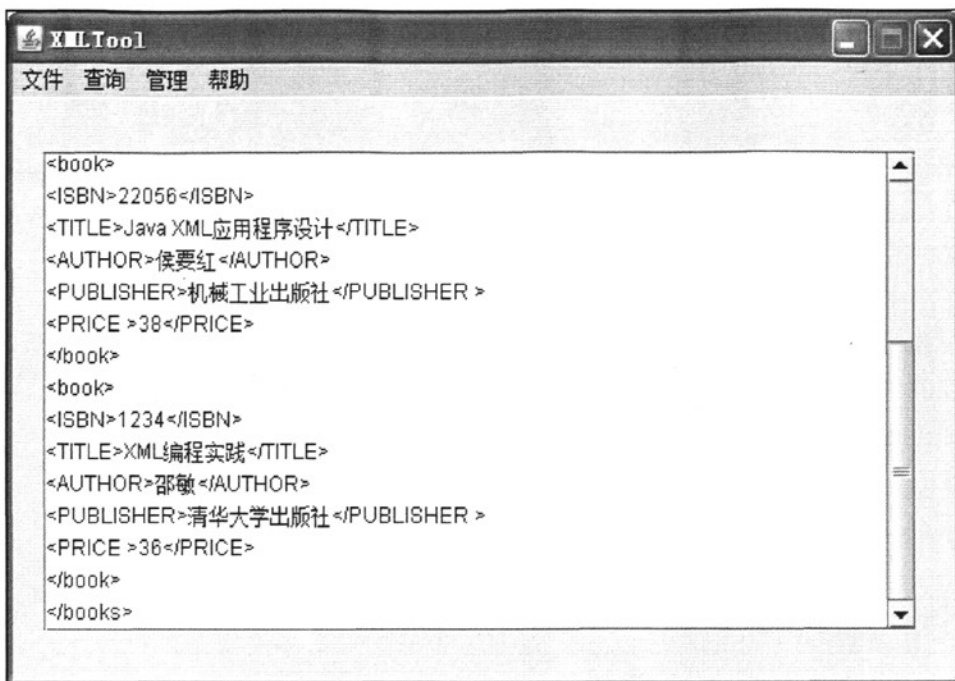 XMLTool
文件 查询 管理 帮助
<book>
<ISBN>22056</ISBN>
<TITLE>Java XML应用程序设计</TITLE>
<AUTHOR>侯要红</AUTHOR>
<PUBLISHER>机械工业出版社</PUBLISHER >
<PRICE >38</PRICE>
</book>
<book>
<ISBN>1234</ISBN>
<TITLE>XML编程实践</TITLE>
<AUTHOR>邵敏</AUTHOR>
<PUBLISHER>清华大学出版社</PUBLISHER >
<PRICE >36</PRICE>
</book>
</books>